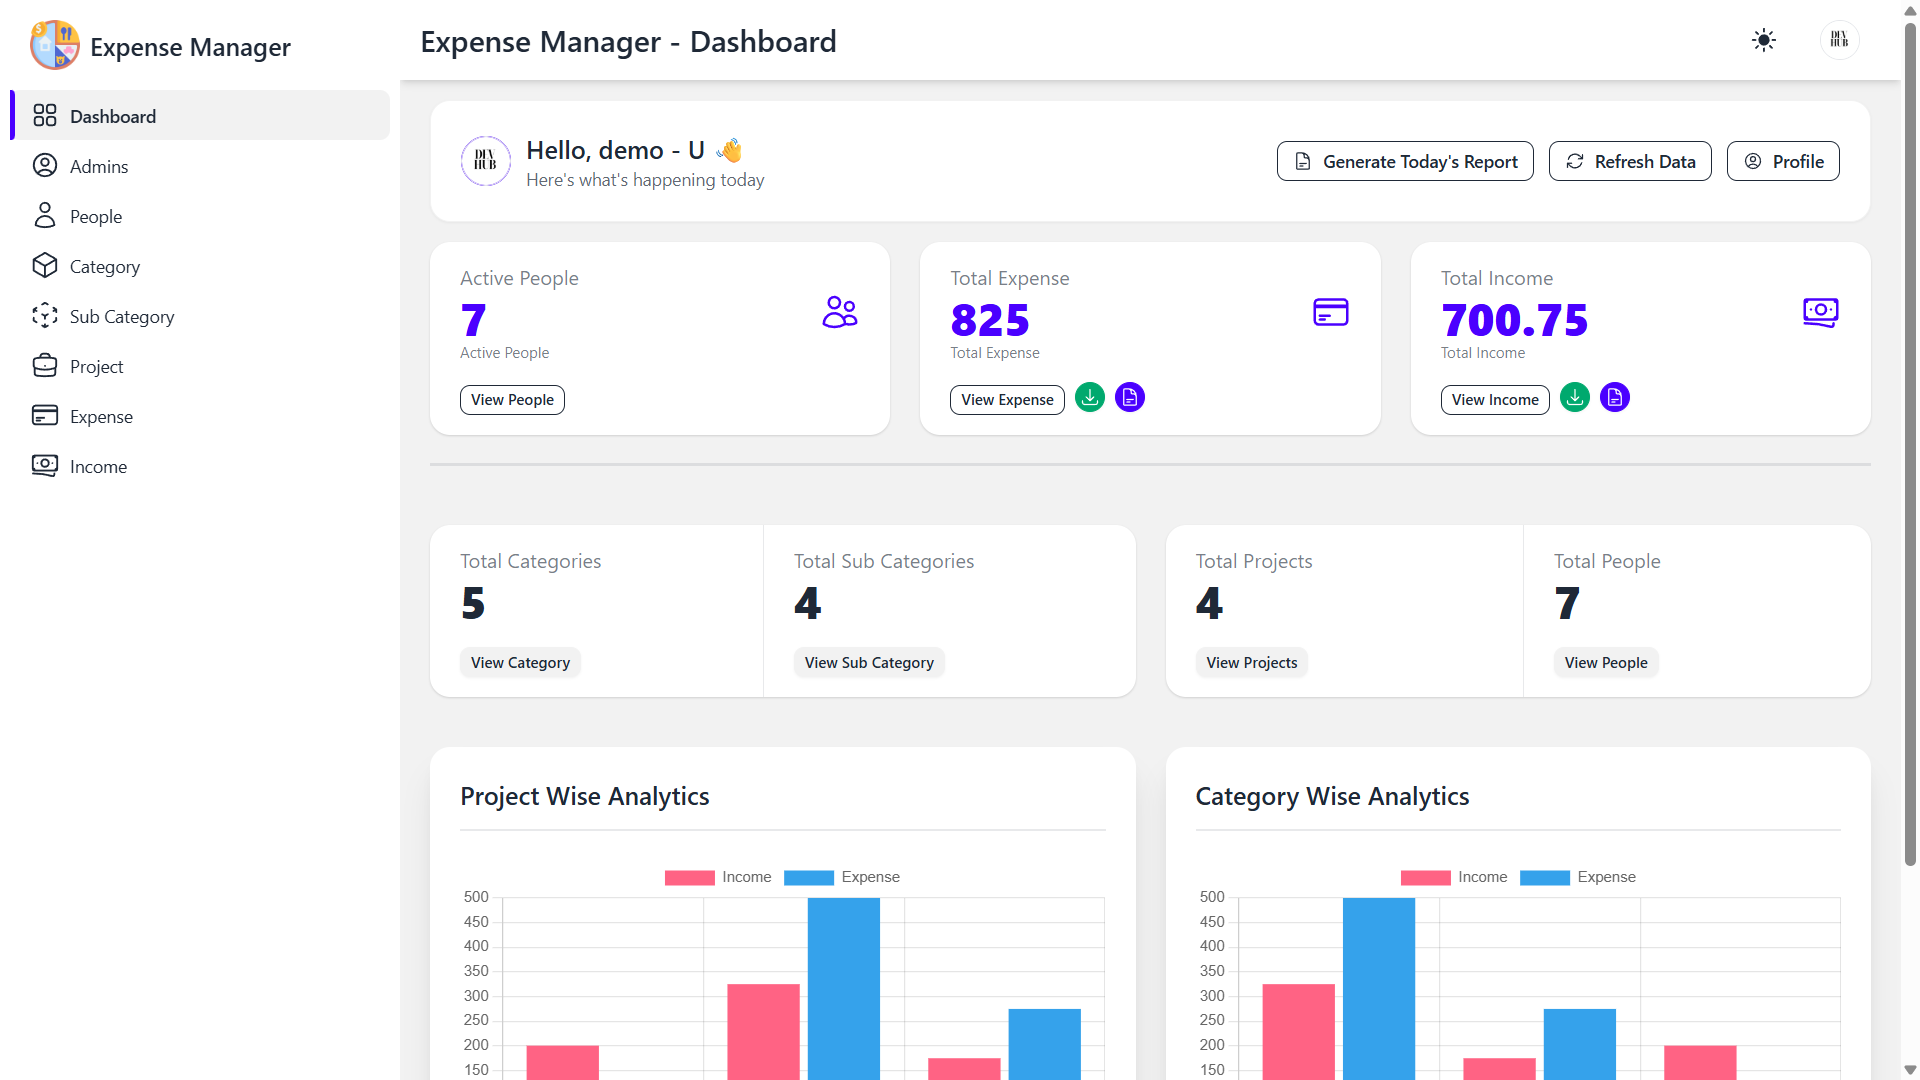 Expense Manager
Dashboard
Admins
People
Category
Sub Category
Project
Expense
Income
Expense Manager - Dashboard
DEV
HUB
DEV
HUB
Hello, demo - U 👋
Here's what's happening today
Generate Today's Report
Refresh Data
Profile
Active People
7
Active People
View People
Total Expense
825
Total Expense
View Expense
Total Income
700.75
Total Income
View Income
Total Categories
5
View Category
Total Sub Categories
4
View Sub Category
Total Projects
4
View Projects
Total People
7
View People
Project Wise Analytics
Income Expense
500
450
400
350
300
250
200
150
Category Wise Analytics
Income Expense
500
450
400
350
300
250
200
150